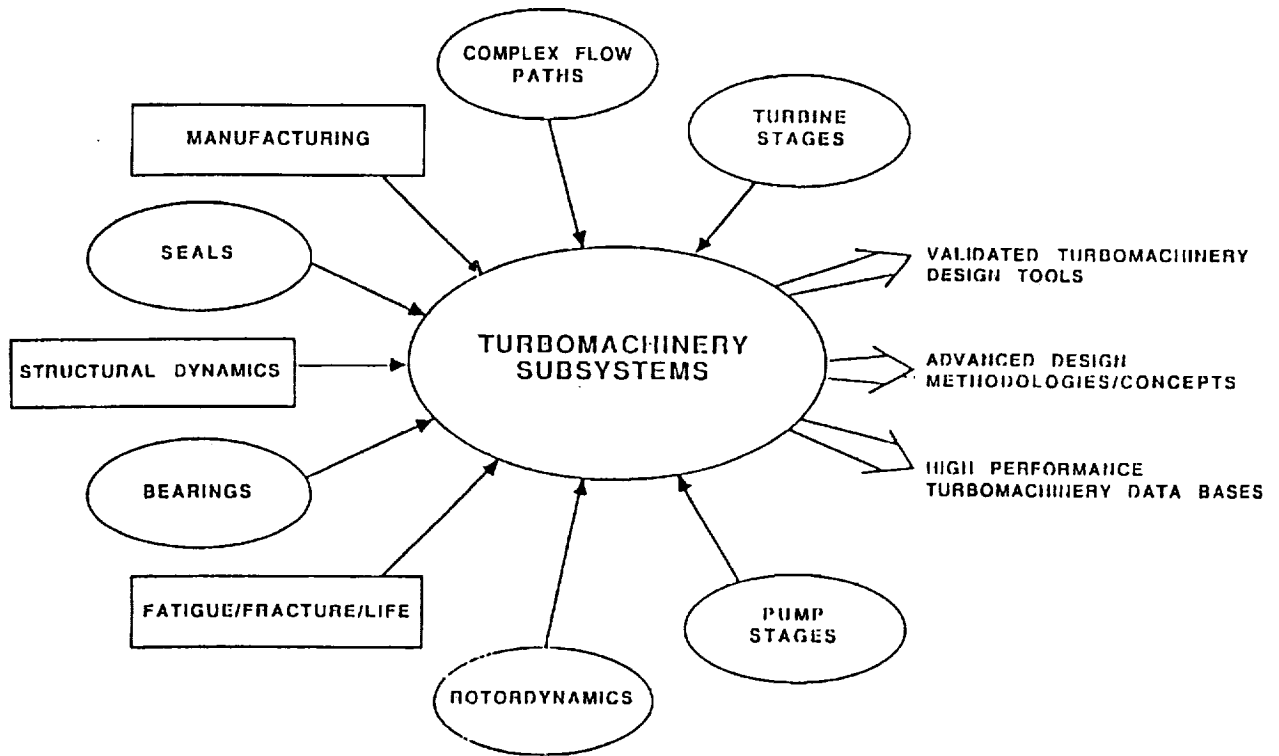 COMPLEX FLOW
PATHS
TURBINE
STAGES
MANUFACTURING
SEALS
VALIDATED TURBOMACHINERY
DESIGN TOOLS
TURBOMACHINERY
SUBSYSTEMS
STRUCTURAL DYNAMICS
ADVANCED DESIGN
METHODOLOGIES/CONCEPTS
BEARINGS
HIGH PERFORMANCE
TURBOMACHINERY DATA BASES
FATIGUE/FRACTURE/LIFE
PUMP
STAGES
ROTORDYNAMICS